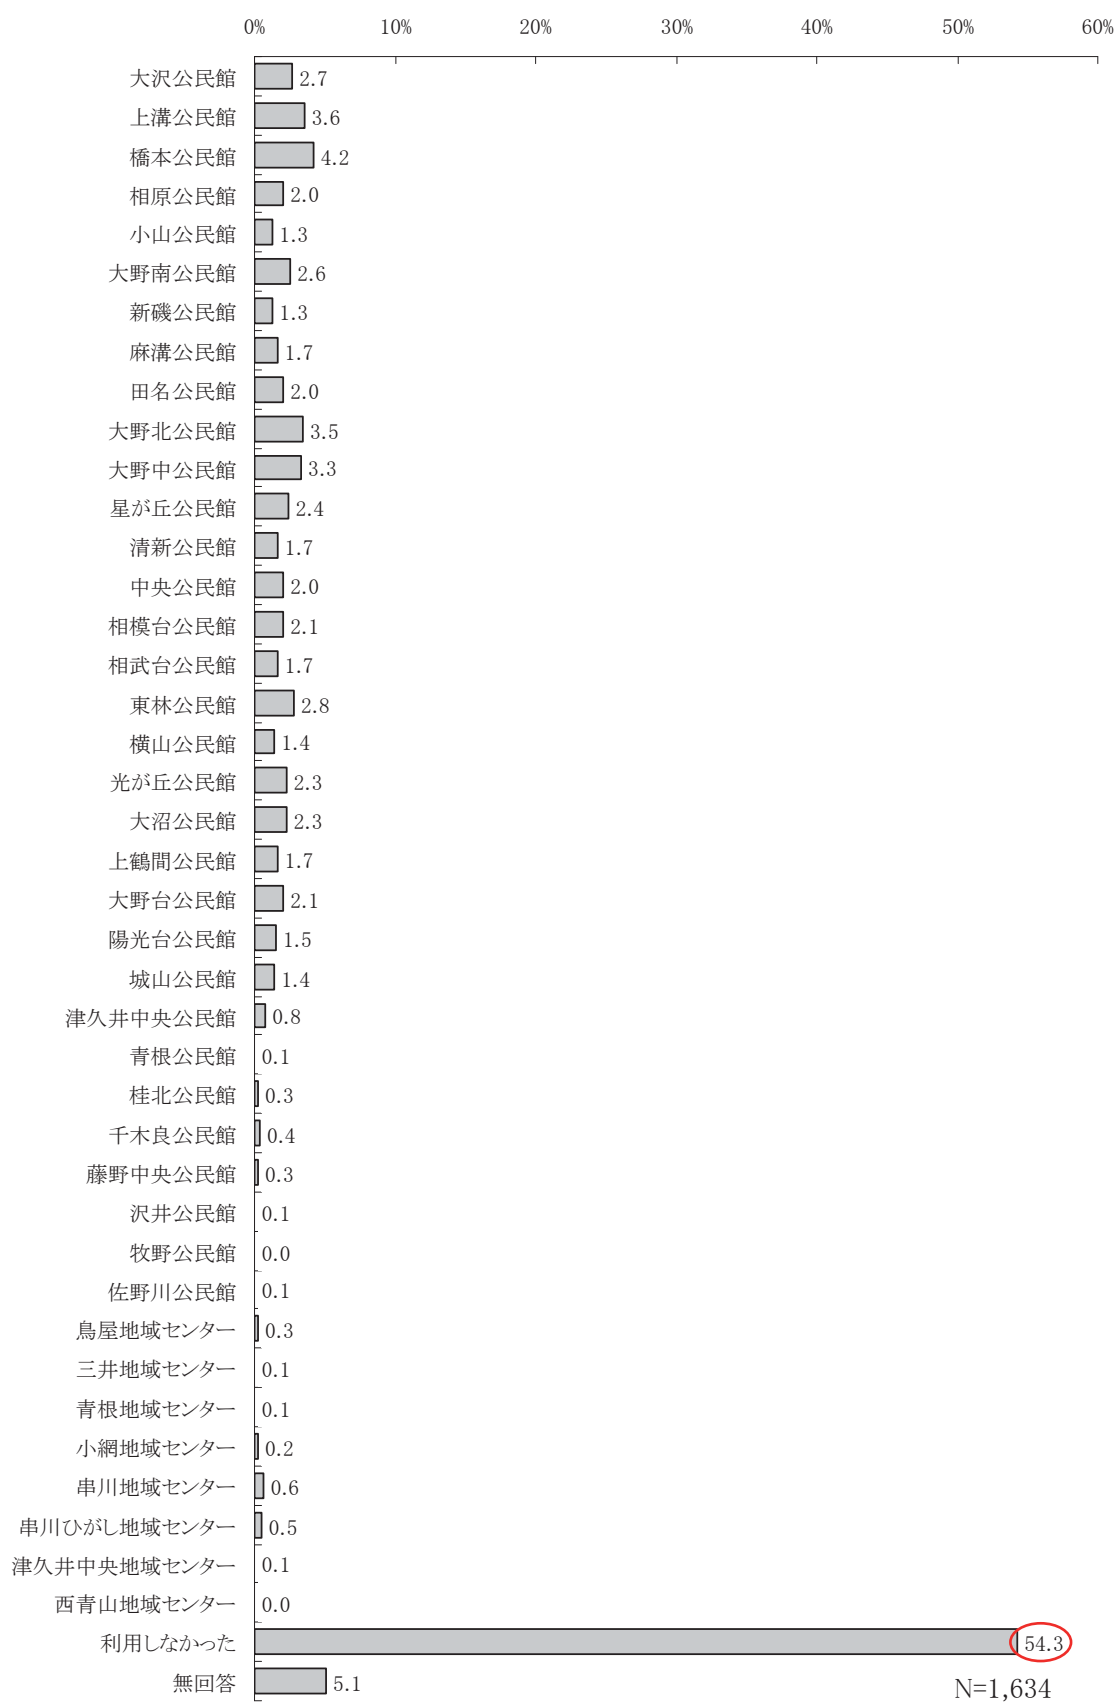 0% 10% 20% 30% 40% 50% 60%
大沢公民館 2.7
上溝公民館 3.6
橋本公民館 4.2
相原公民館 2.0
小山公民館 1.3
大野南公民館 2.6
新磯公民館 1.3
麻溝公民館 1.7
田名公民館 2.0
大野北公民館 3.5
大野中公民館 3.3
星が丘公民館 2.4
清新公民館 1.7
中央公民館 2.0
相模台公民館 2.1
相武台公民館 1.7
東林公民館 2.8
横山公民館 1.4
光が丘公民館 2.3
大沼公民館 2.3
上鶴間公民館 1.7
大野台公民館 2.1
陽光台公民館 1.5
城山公民館 1.4
津久井中央公民館 0.8
青根公民館 0.1
桂北公民館 0.3
千木良公民館 0.4
藤野中央公民館 0.3
沢井公民館 0.1
牧野公民館 0.0
佐野川公民館 0.1
鳥屋地域センター 0.3
三井地域センター 0.1
青根地域センター 0.1
小網地域センター 0.2
串川地域センター 0.6
串川ひがし地域センター 0.5
津久井中央地域センター 0.1
西青山地域センター 0.0
利用しなかった 54.3
無回答 5.1
N=1,634